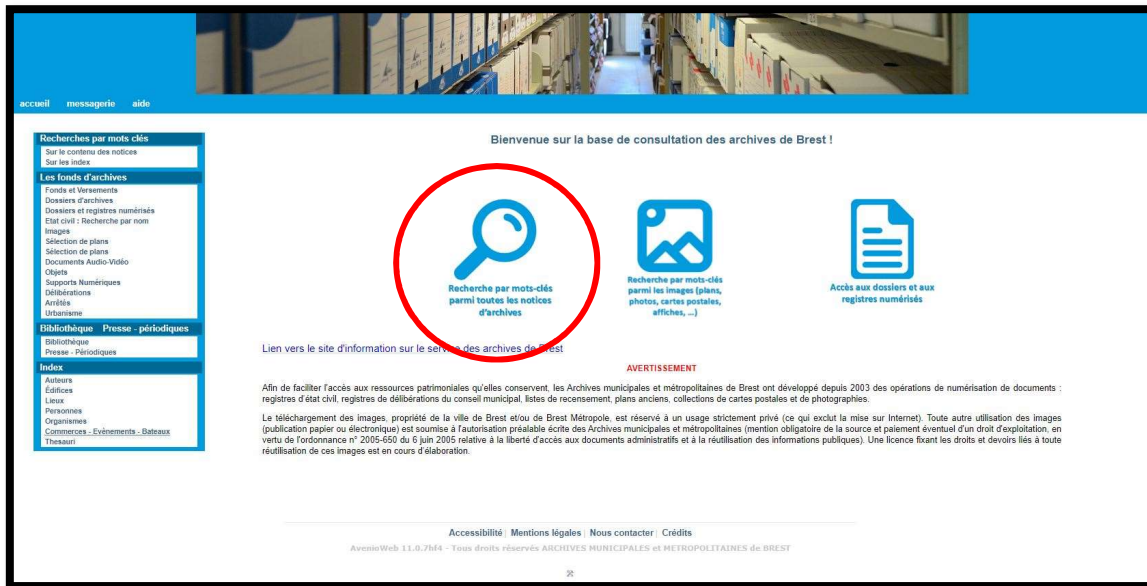 accueil messagerie aide
Recherches par mots clés
Sur le contenu des notices
Sur les index
Les fonds d'archives
Fonds et Versements
Dossiers d'archives
Dossiers et registres numérisés
Etat civil : Recherche par nom
Images
Sélection de plans
Sélection de plans
Documents Audio-Vidéo
Objets
Supports Numériques
Délibérations
Arrêtés
Urbanisme
Bibliothèque Presse - périodiques
Bibliothèque
Presse - Périodiques
Index
Auteurs
Édifices
Lieux
Personnes
Organismes
Commerces - Evènements - Bateaux
Thesauri
Bienvenue sur la base de consultation des archives de Brest !
Recherche par mots-clés
parmi toutes les notices
d'archives
Recherche par mots-clés
parmi les images (plans,
photos, cartes postales,
affiches, ...)
Accès aux dossiers et aux
registres numérisés
Lien vers le site d'information sur le service des archives de Brest
AVERTISSEMENT
Afin de faciliter l'accès aux ressources patrimoniales qu'elles conservent, les Archives municipales et métropolitaines de Brest ont développé depuis 2003 des opérations de numérisation de documents :
registres d'état civil, registres de délibérations du conseil municipal, listes de recensement, plans anciens, collections de cartes postales et de photographies.
Le téléchargement des images, propriété de la ville de Brest et/ou de Brest Métropole, est réservé à un usage strictement privé (ce qui exclut la mise sur Internet). Toute autre utilisation des images
(publication papier ou électronique) est soumise à l'autorisation préalable écrite des Archives municipales et métropolitaines (mention obligatoire de la source et paiement éventuel d'un droit d'exploitation, en
vertu de l'ordonnance n° 2005-650 du 6 juin 2005 relative à la liberté d'accès aux documents administratifs et à la réutilisation des informations publiques). Une licence fixant les droits et devoirs liés à toute
réutilisation de ces images est en cours d'élaboration.
Accessibilité | Mentions légales | Nous contacter | Crédits
AvenioWeb 11.0.7hf4 - Tous droits réservés ARCHIVES MUNICIPALES et METROPOLITAINES de BREST